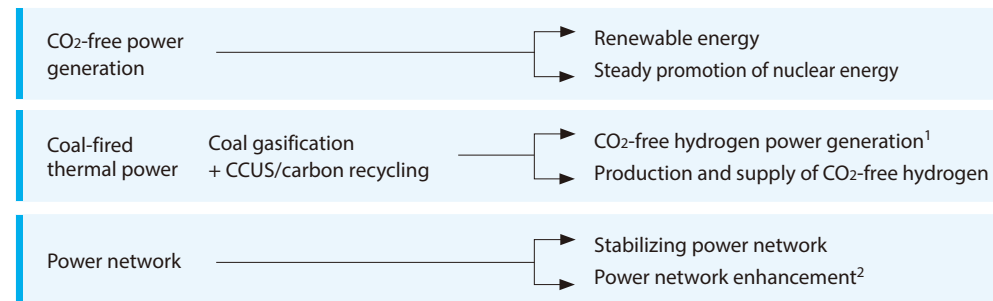 CO2-free power
generation
Renewable energy
Steady promotion of nuclear energy
Coal-fired
thermal power
Coal gasification
+ CCUS/carbon recycling
CO2-free hydrogen power generation1
Production and supply of CO2-free hydrogen
Power network
Stabilizing power network
Power network enhancement2